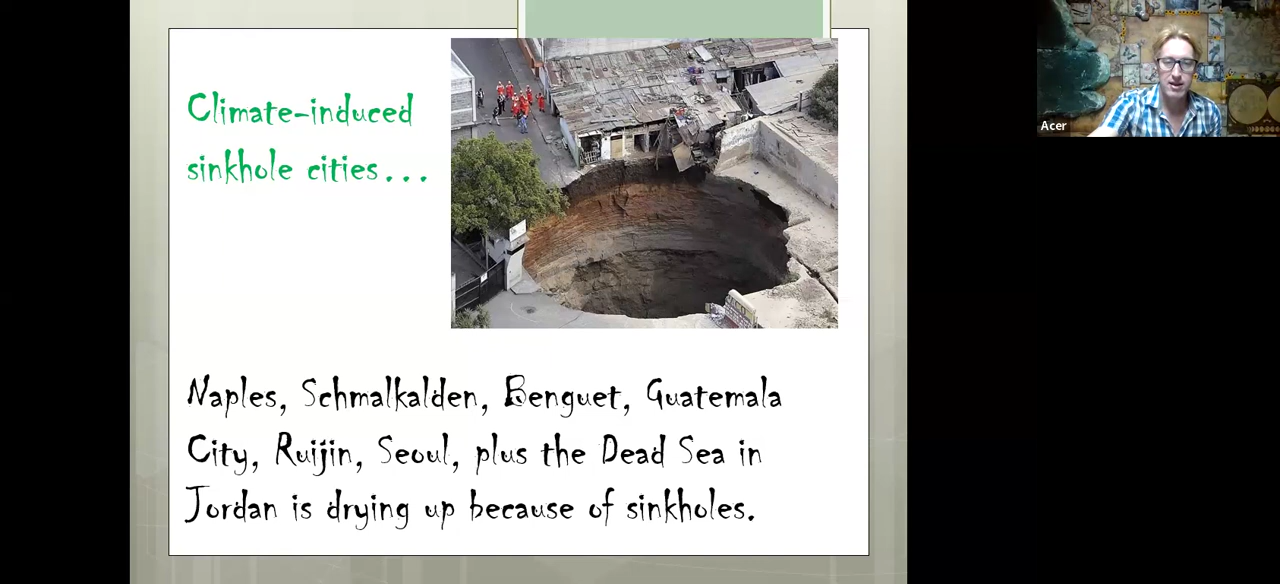 Climate-induced
sinkhole cities...
Acer
Naples, Schmalkalden, Benguet, Guatemala
City, Ruijin, Seoul, plus the Dead Sea in
Jordan is drying up because of sinkholes.